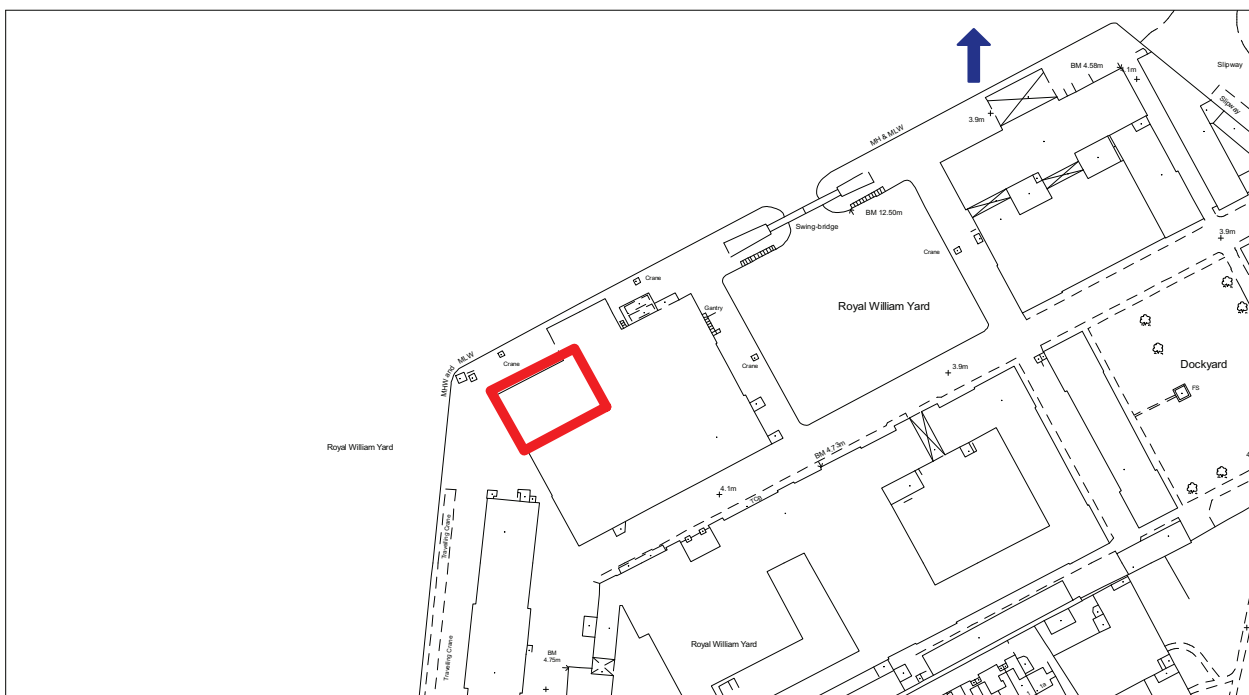 Slipway
BM 4.58m
4.1m
Slipway
3.9m
MH & MLW
BM 12.50m
Swing-bridge
3.9m
Crane
Crane
Royal William Yard
Gantry
Crane
MHW and MLW
Crane
3.9m
Dockyard
FS
Royal William Yard
BM 4.73m
4.1m
TCB
Travelling Crane
Royal William Yard
BM
4.75m
Travelling Crane
1a